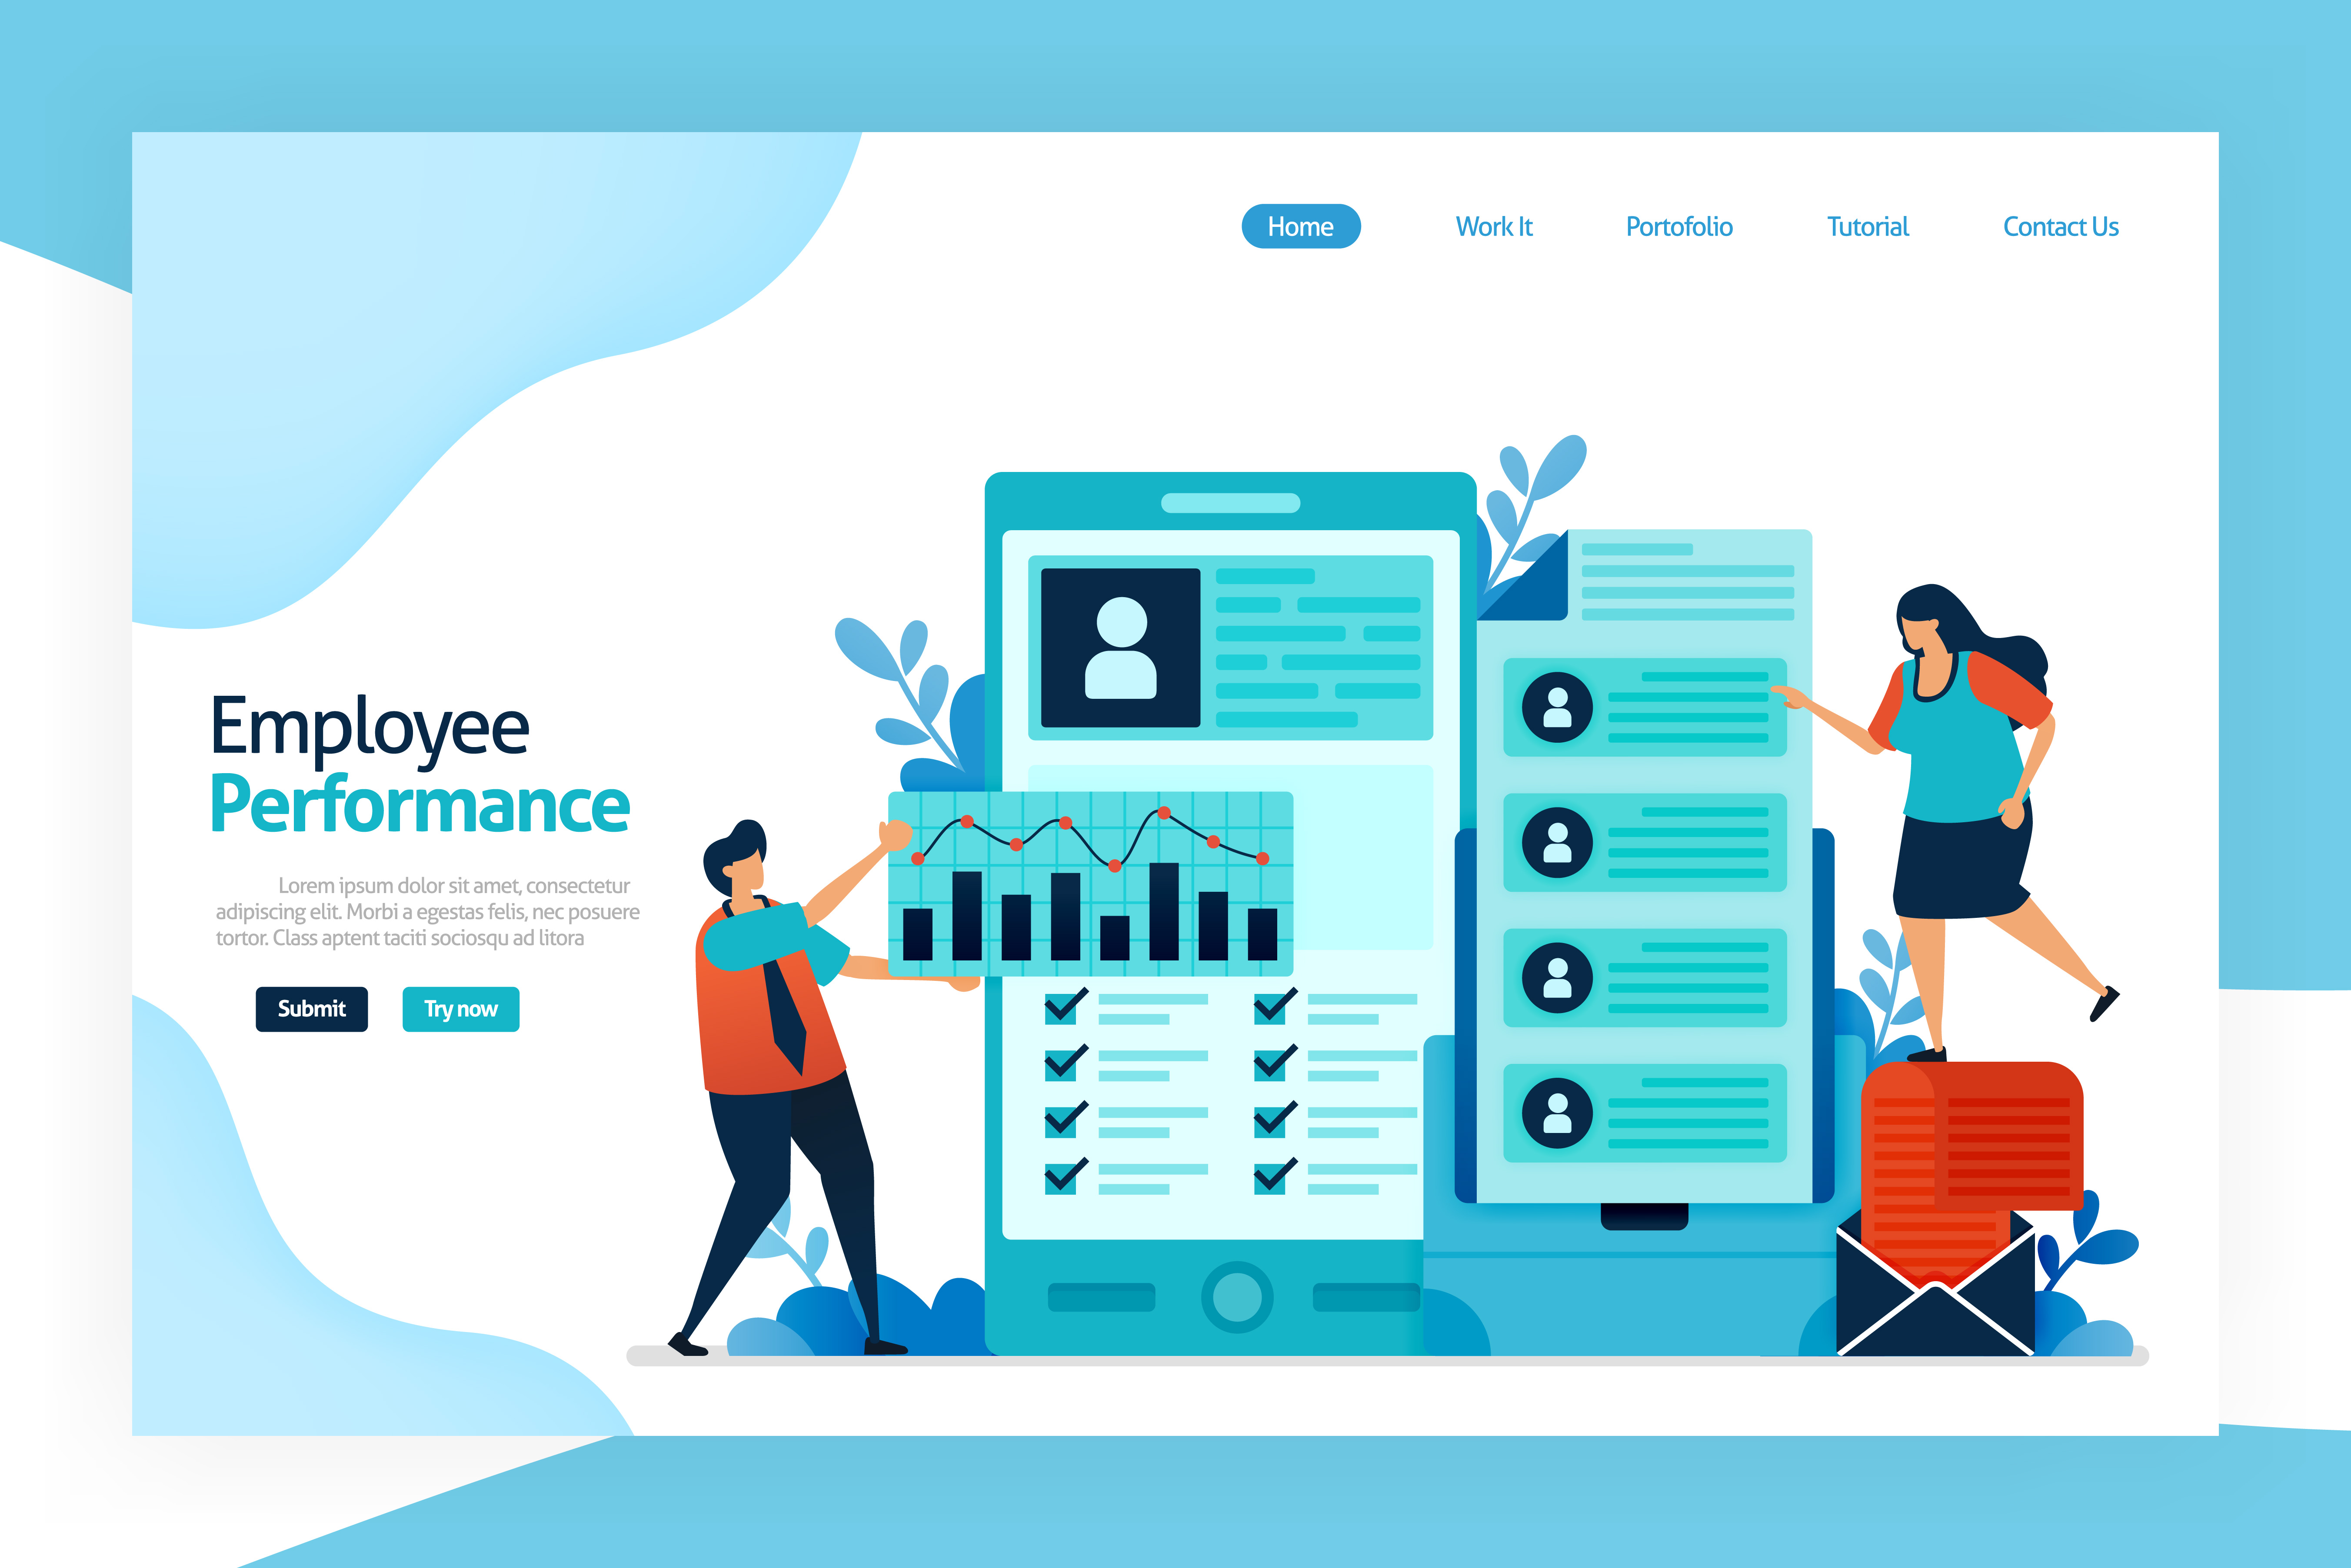 Home Work It Portofolio Tutorial Contact Us
Employee
Performance
Lorem ipsum dolor sit amet, consectetur
adipiscing elit. Morbi a egestas felis, nec posuere
tortor. Class aptent taciti sociosqu ad litora
Submit Try now